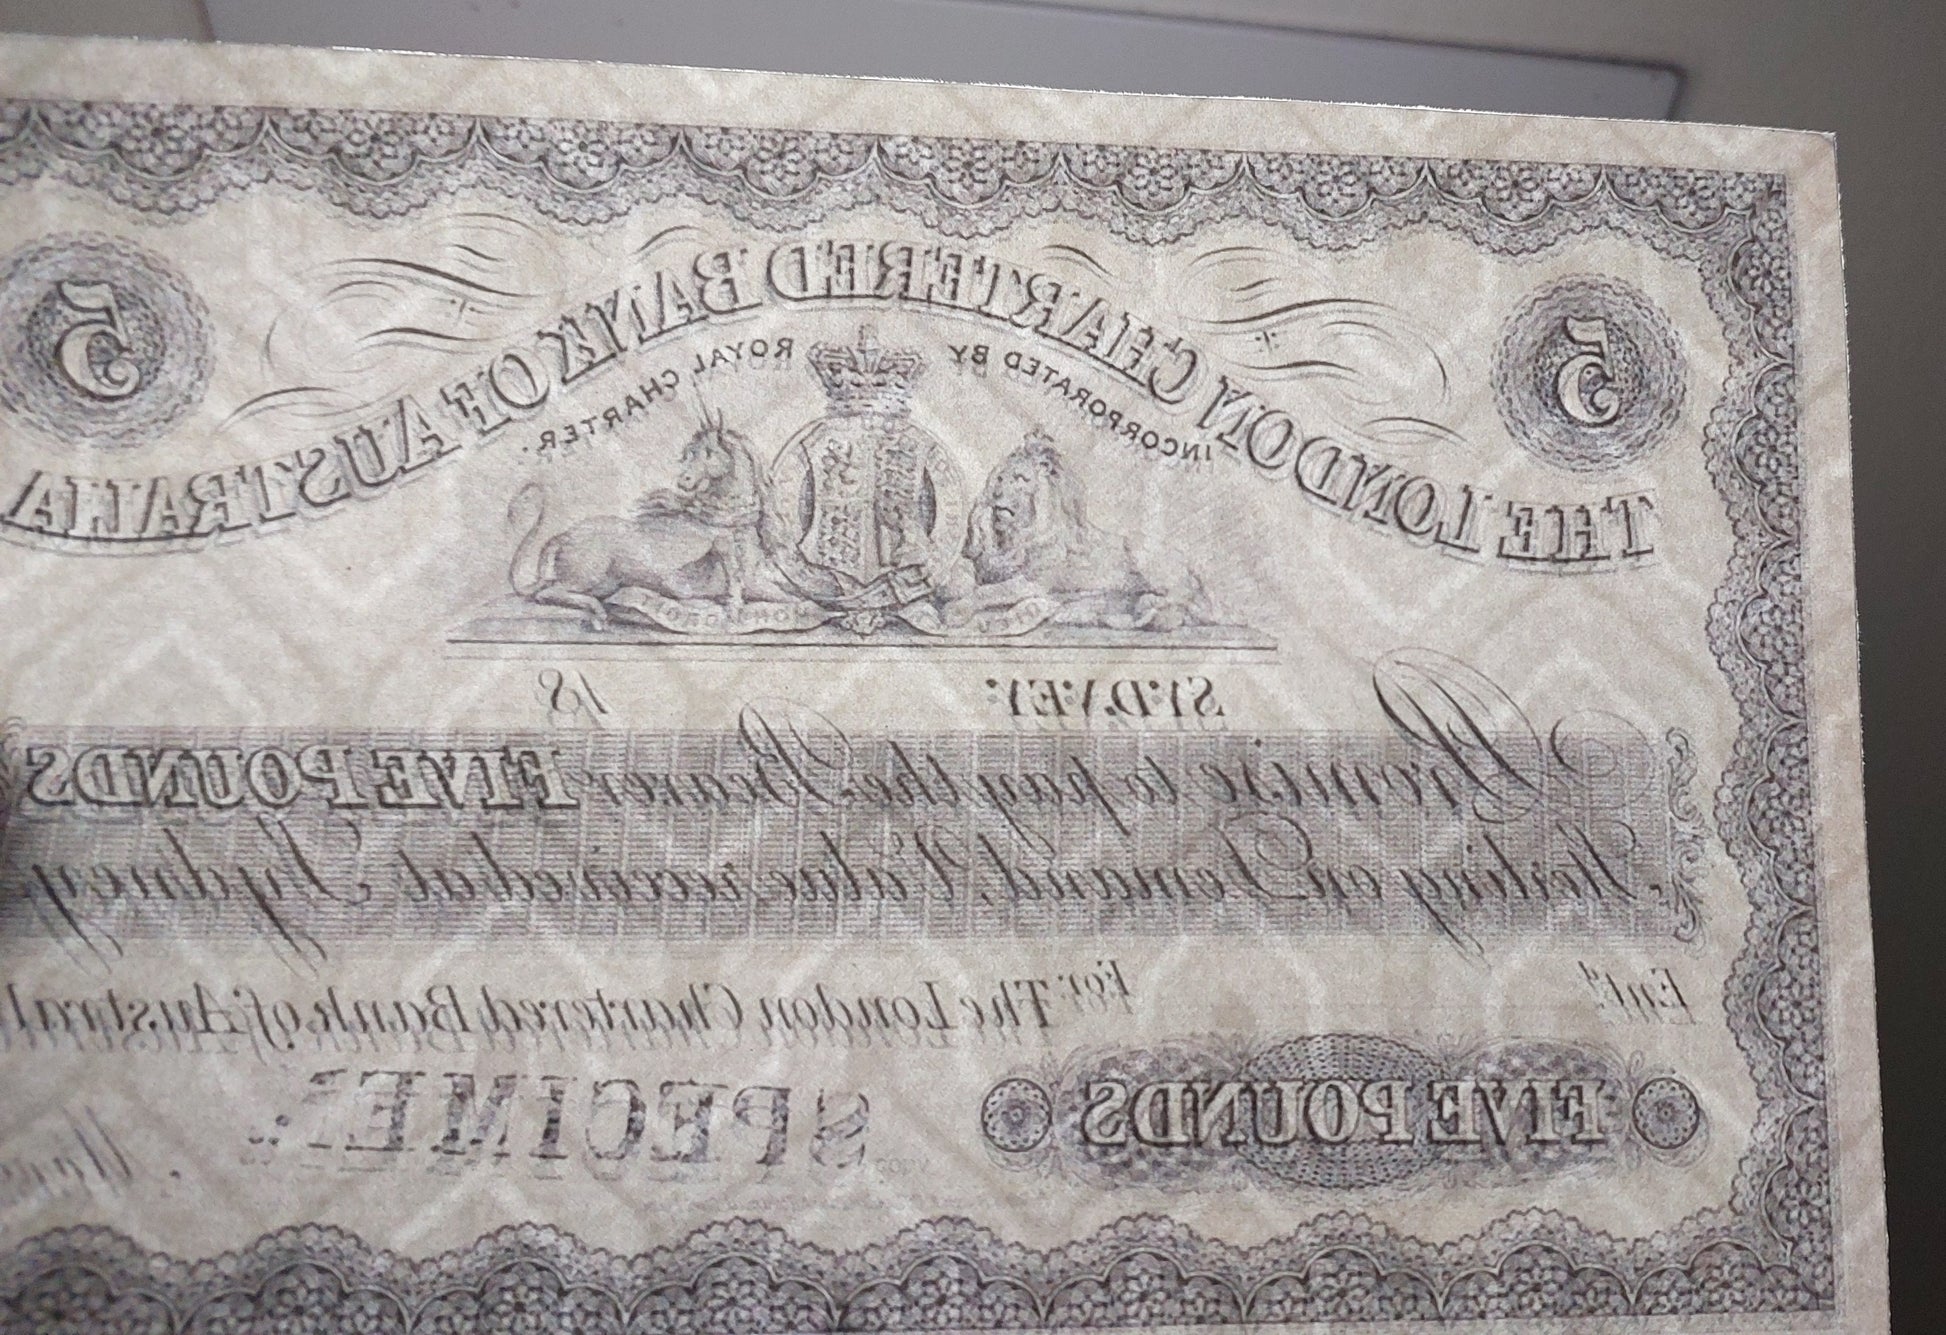 5 5
THE LONDON CHARTERED BANK OF AUSTRALIA
INCORPORATED BY ROYAL CHARTER.
SYDNEY. 18
Promise to pay the Bearer FIVE POUNDS
Sterling on Demand, Value received at Sydney
Ent.d For The London Chartered Bank of Austral
FIVE POUNDS SPECIMEN